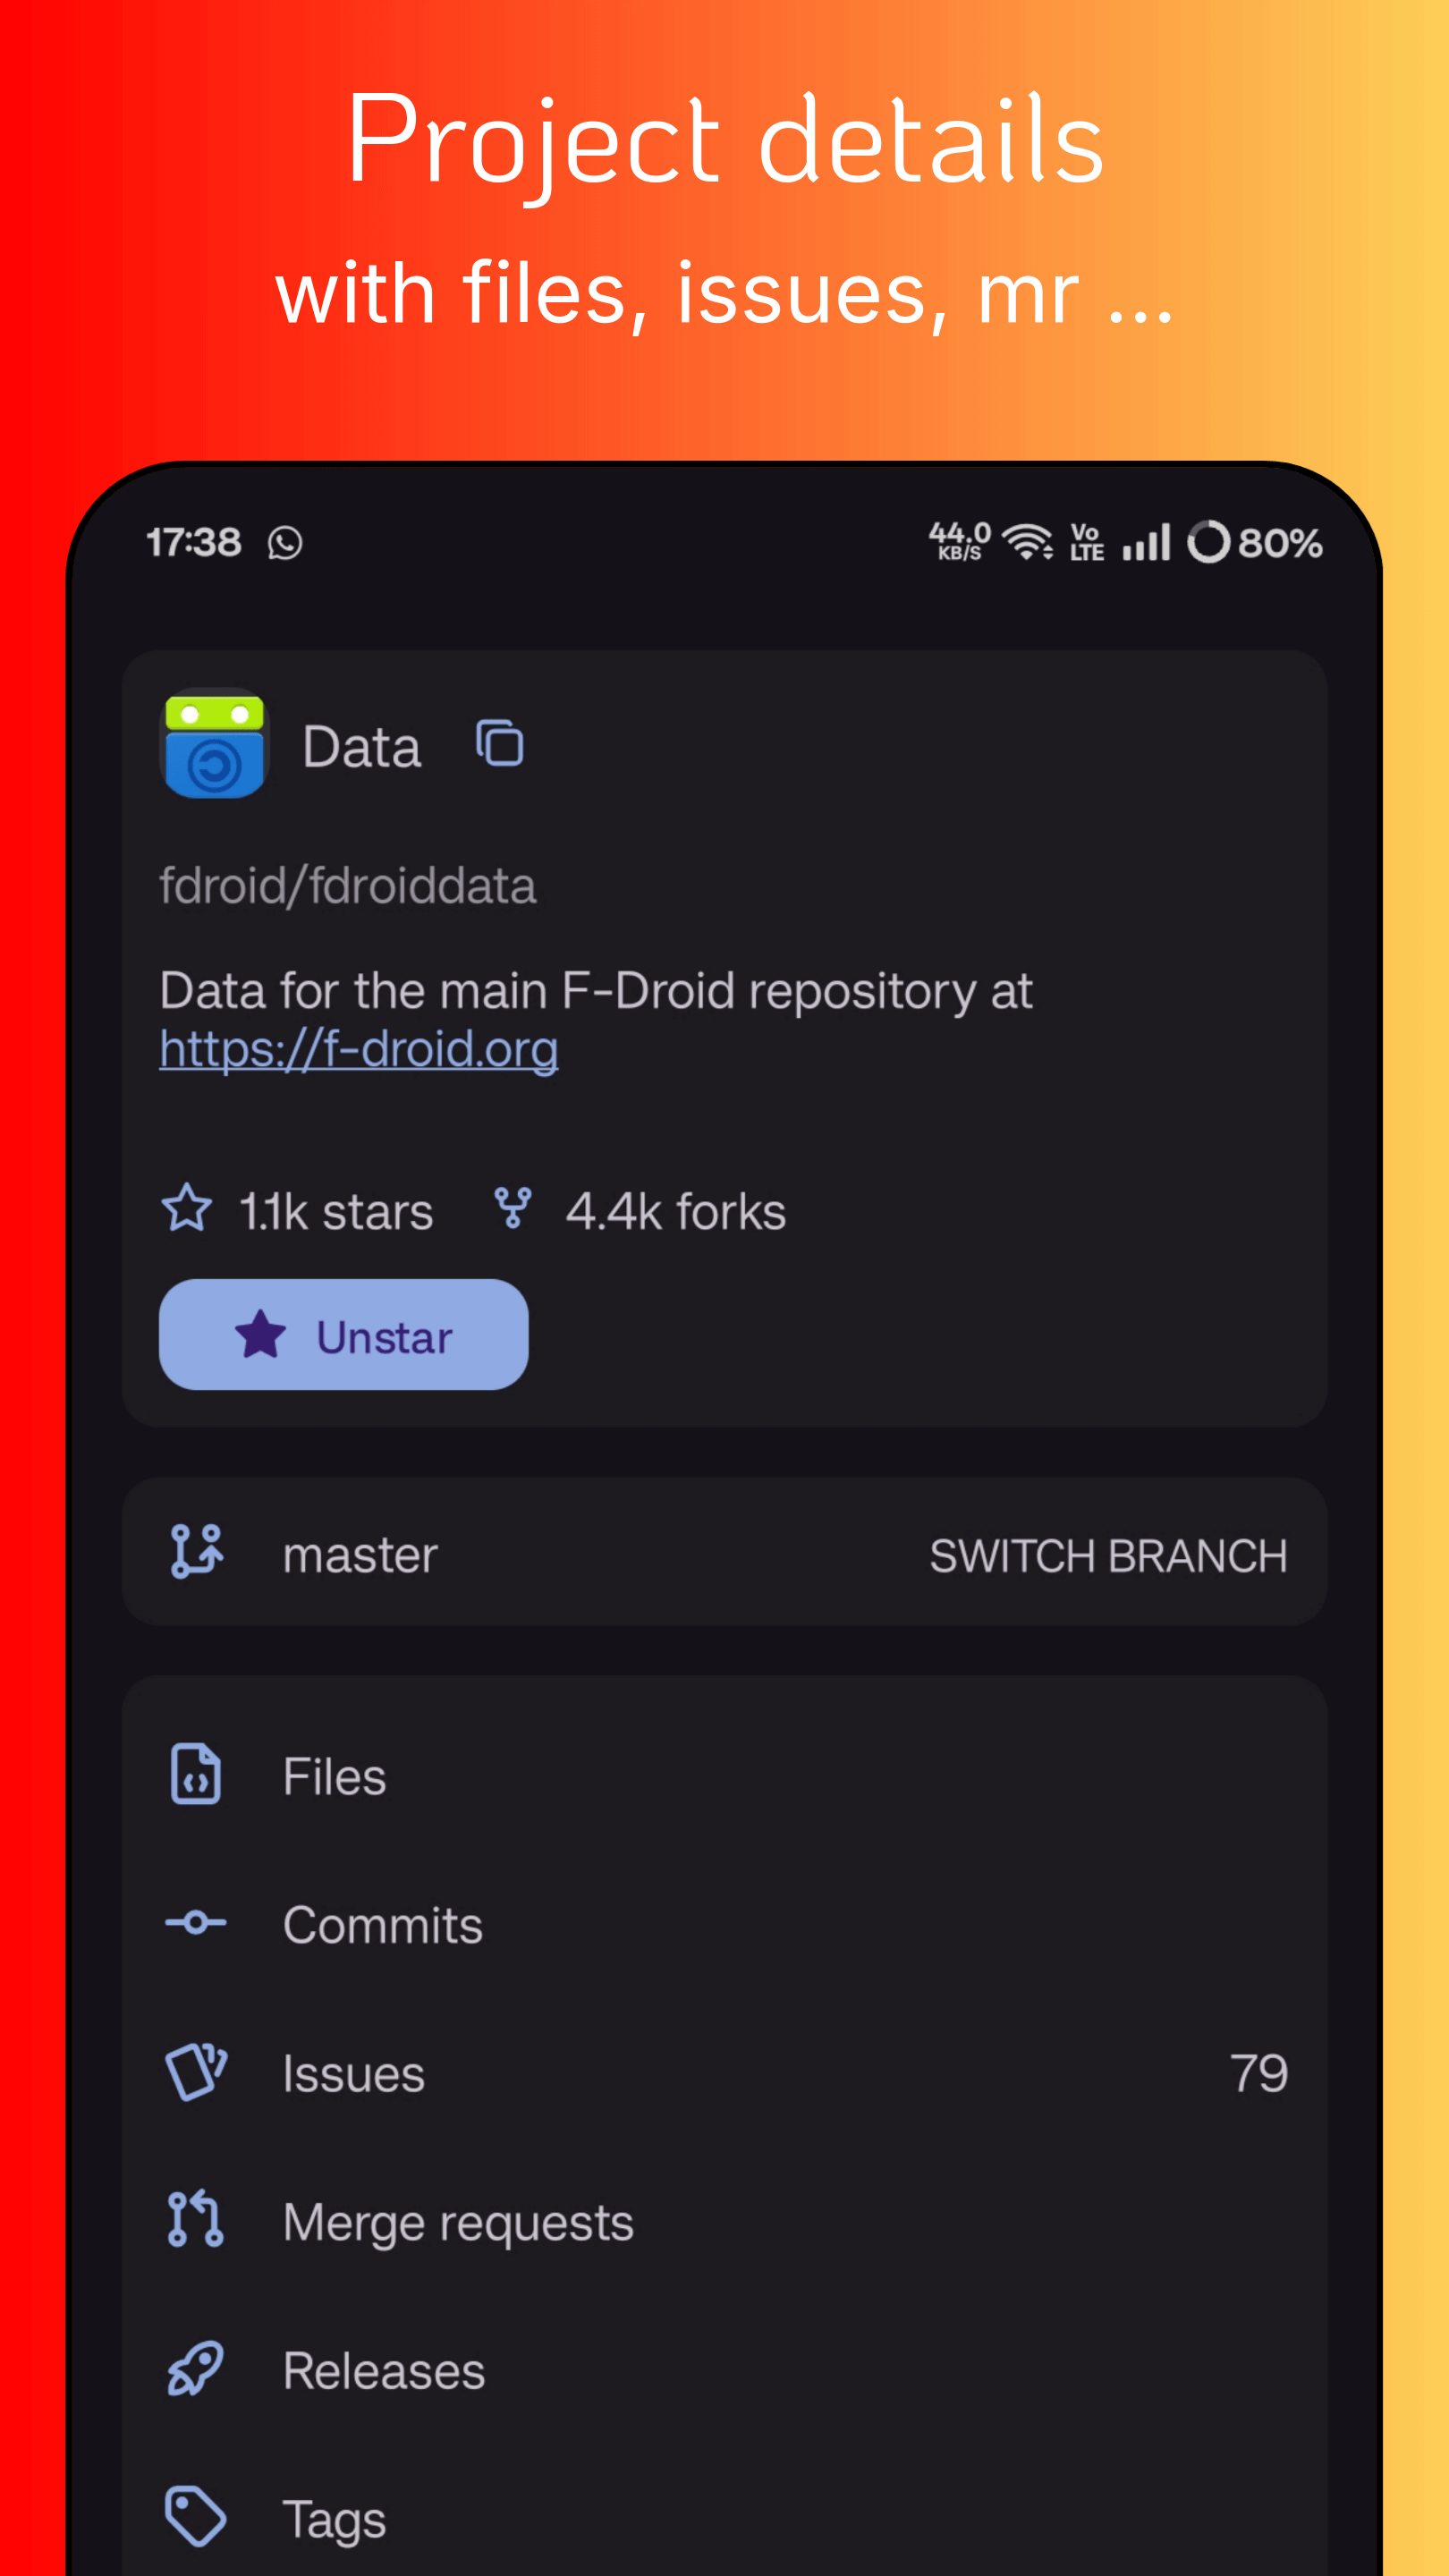 Project details
with files, issues, mr ...
17:38
44.0 KB/S Vo LTE 80%
Data
fdroid/fdroiddata
Data for the main F-Droid repository at
https://f-droid.org
1.1k stars 4.4k forks
Unstar
master SWITCH BRANCH
Files
Commits
Issues 79
Merge requests
Releases
Tags